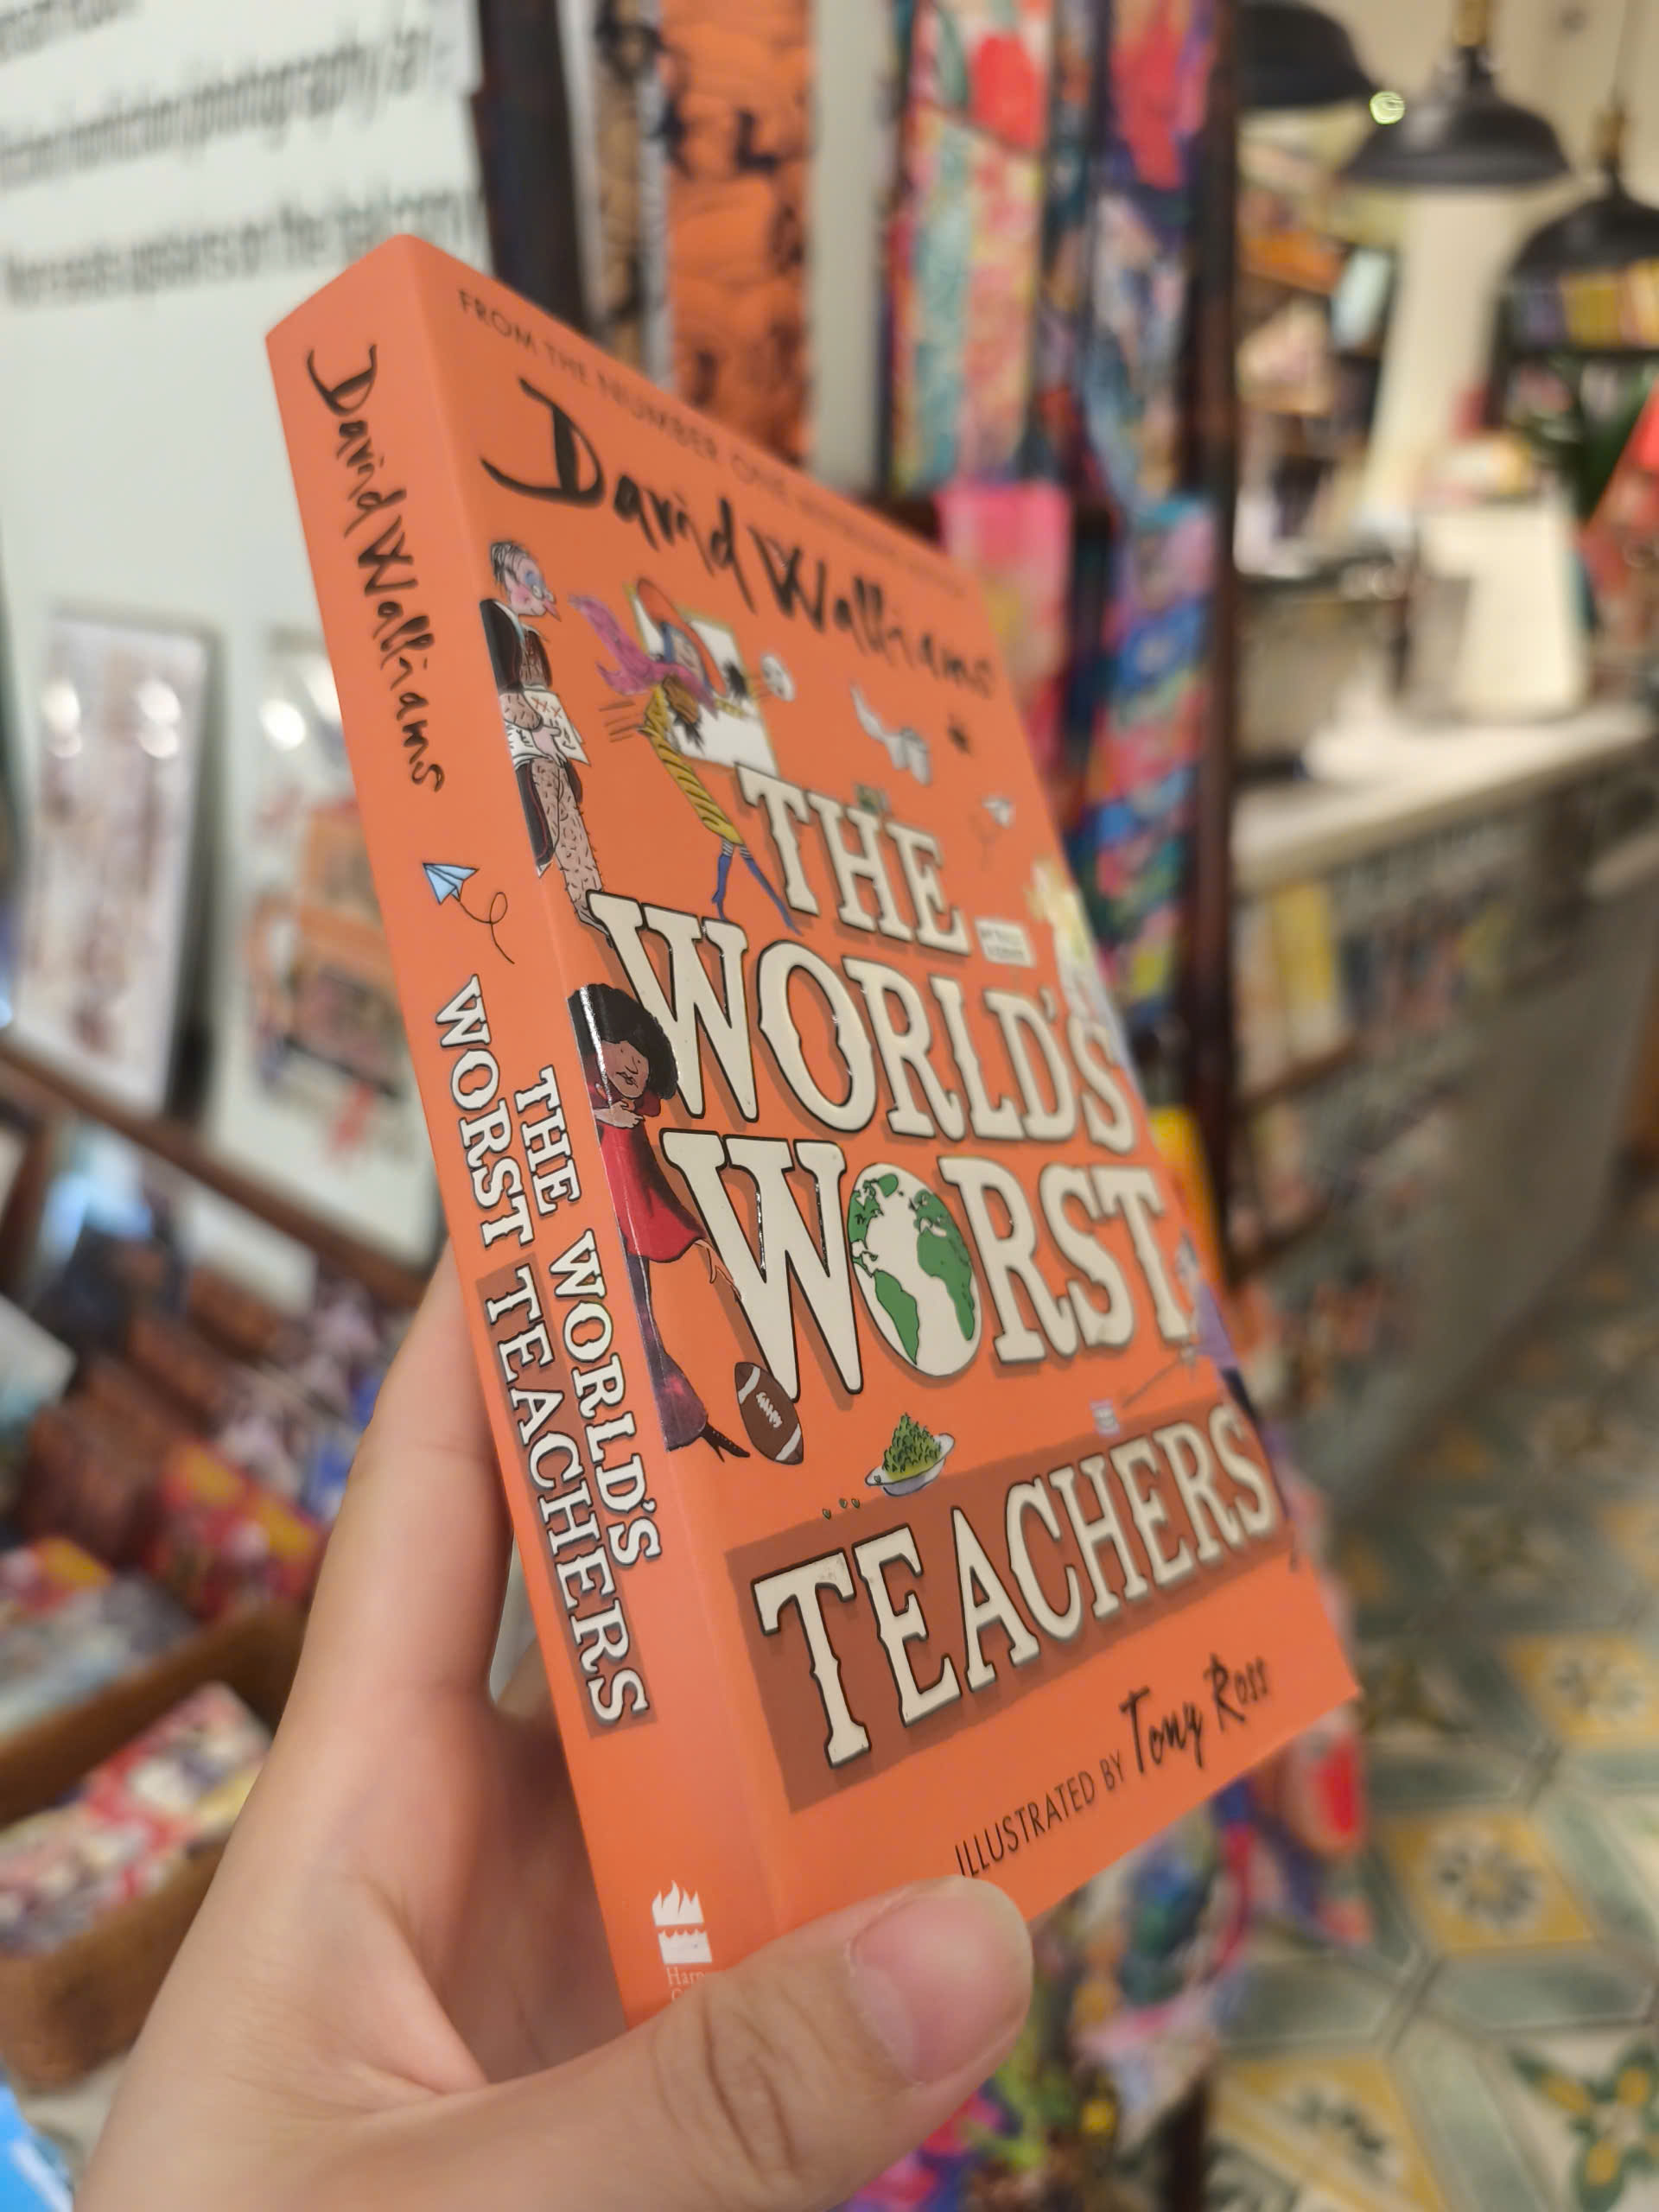 David Walliams
THE WORLD'S
WORST TEACHERS
FROM THE NUMBER ONE
David Walliams
THE
WORLD'S
WORST
TEACHERS
ILLUSTRATED BY Tony Ross